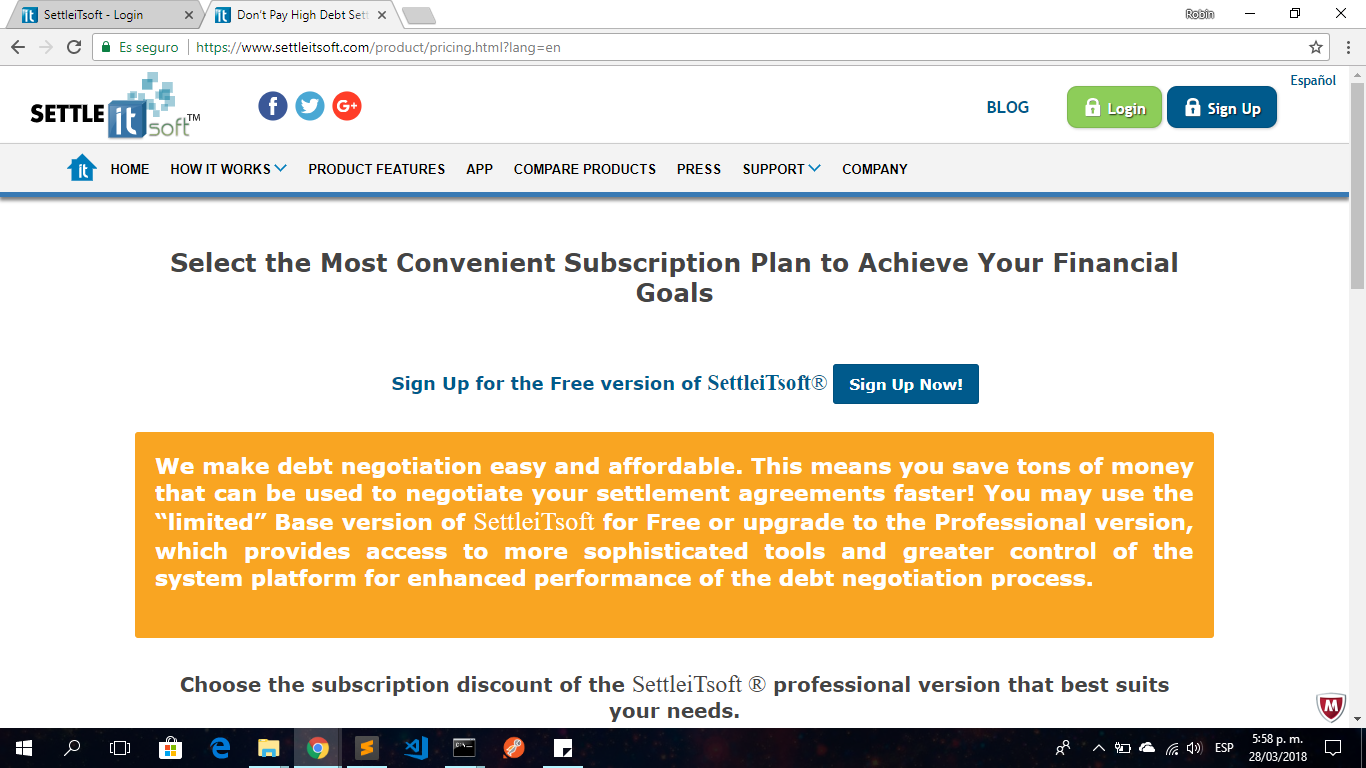 SettleiTsoft - Login
Don't Pay High Debt Sett
Robin
Es seguro
https://www.settleitsoft.com/product/pricing.html?lang=en
Español
SETTLE it soft™
BLOG
Login
Sign Up
it
HOME
HOW IT WORKS
PRODUCT FEATURES
APP
COMPARE PRODUCTS
PRESS
SUPPORT
COMPANY
Select the Most Convenient Subscription Plan to Achieve Your Financial
Goals
Sign Up for the Free version of SettleiTsoft®
Sign Up Now!
We make debt negotiation easy and affordable. This means you save tons of money
that can be used to negotiate your settlement agreements faster! You may use the
“limited” Base version of SettleiTsoft for Free or upgrade to the Professional version,
which provides access to more sophisticated tools and greater control of the
system platform for enhanced performance of the debt negotiation process.
Choose the subscription discount of the SettleiTsoft ® professional version that best suits
your needs.
ESP
5:58 p. m.
28/03/2018